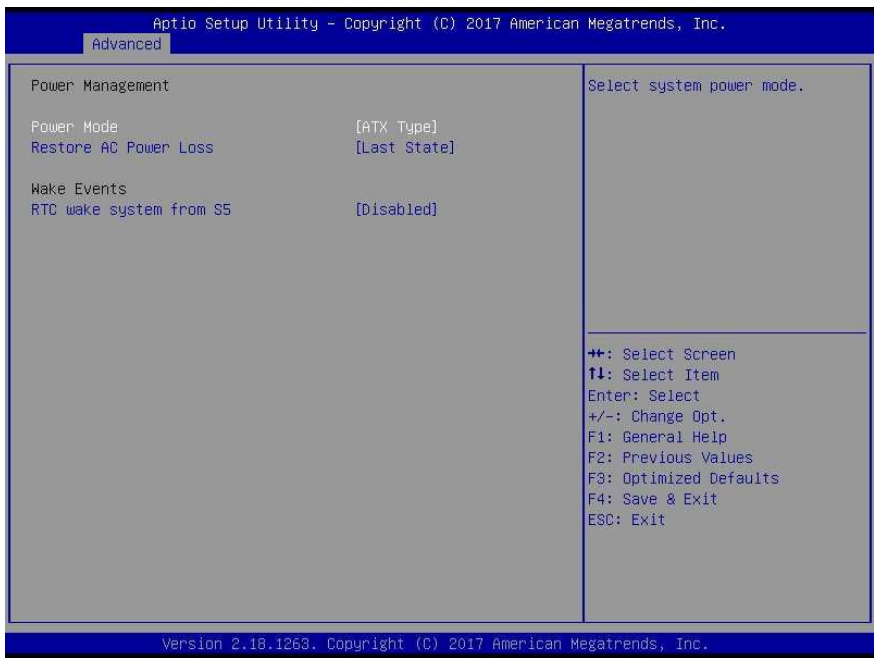 Aptio Setup Utility – Copyright (C) 2017 American Megatrends, Inc.
Advanced
Power Management
Power Mode [ATX Type]
Restore AC Power Loss [Last State]
Wake Events
RTC wake system from S5 [Disabled]
Select system power mode.
→←: Select Screen
↑↓: Select Item
Enter: Select
+/-: Change Opt.
F1: General Help
F2: Previous Values
F3: Optimized Defaults
F4: Save & Exit
ESC: Exit
Version 2.18.1263. Copyright (C) 2017 American Megatrends, Inc.